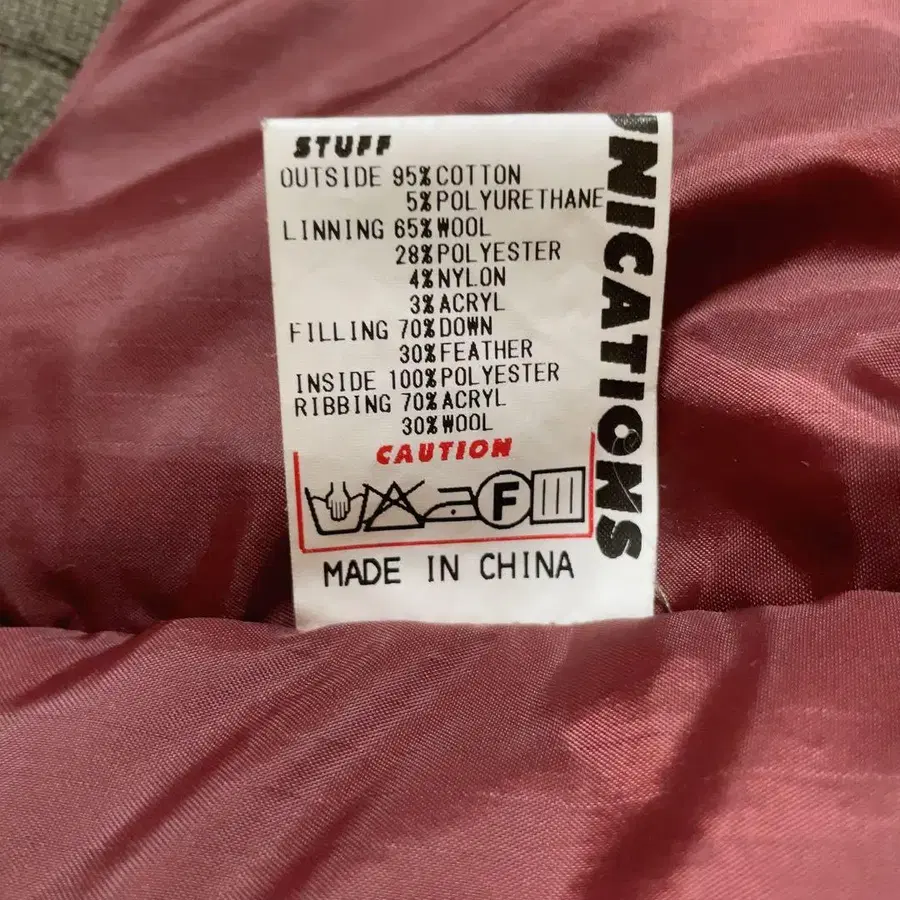 STUFF
OUTSIDE 95% COTTON
5% POLYURETHANE
LINNING 65% WOOL
28% POLYESTER
4% NYLON
3% ACRYL
FILLING 70% DOWN
30% FEATHER
INSIDE 100% POLYESTER
RIBBING 70% ACRYL
30% WOOL
CAUTION
F
MADE IN CHINA
UNICATIONS